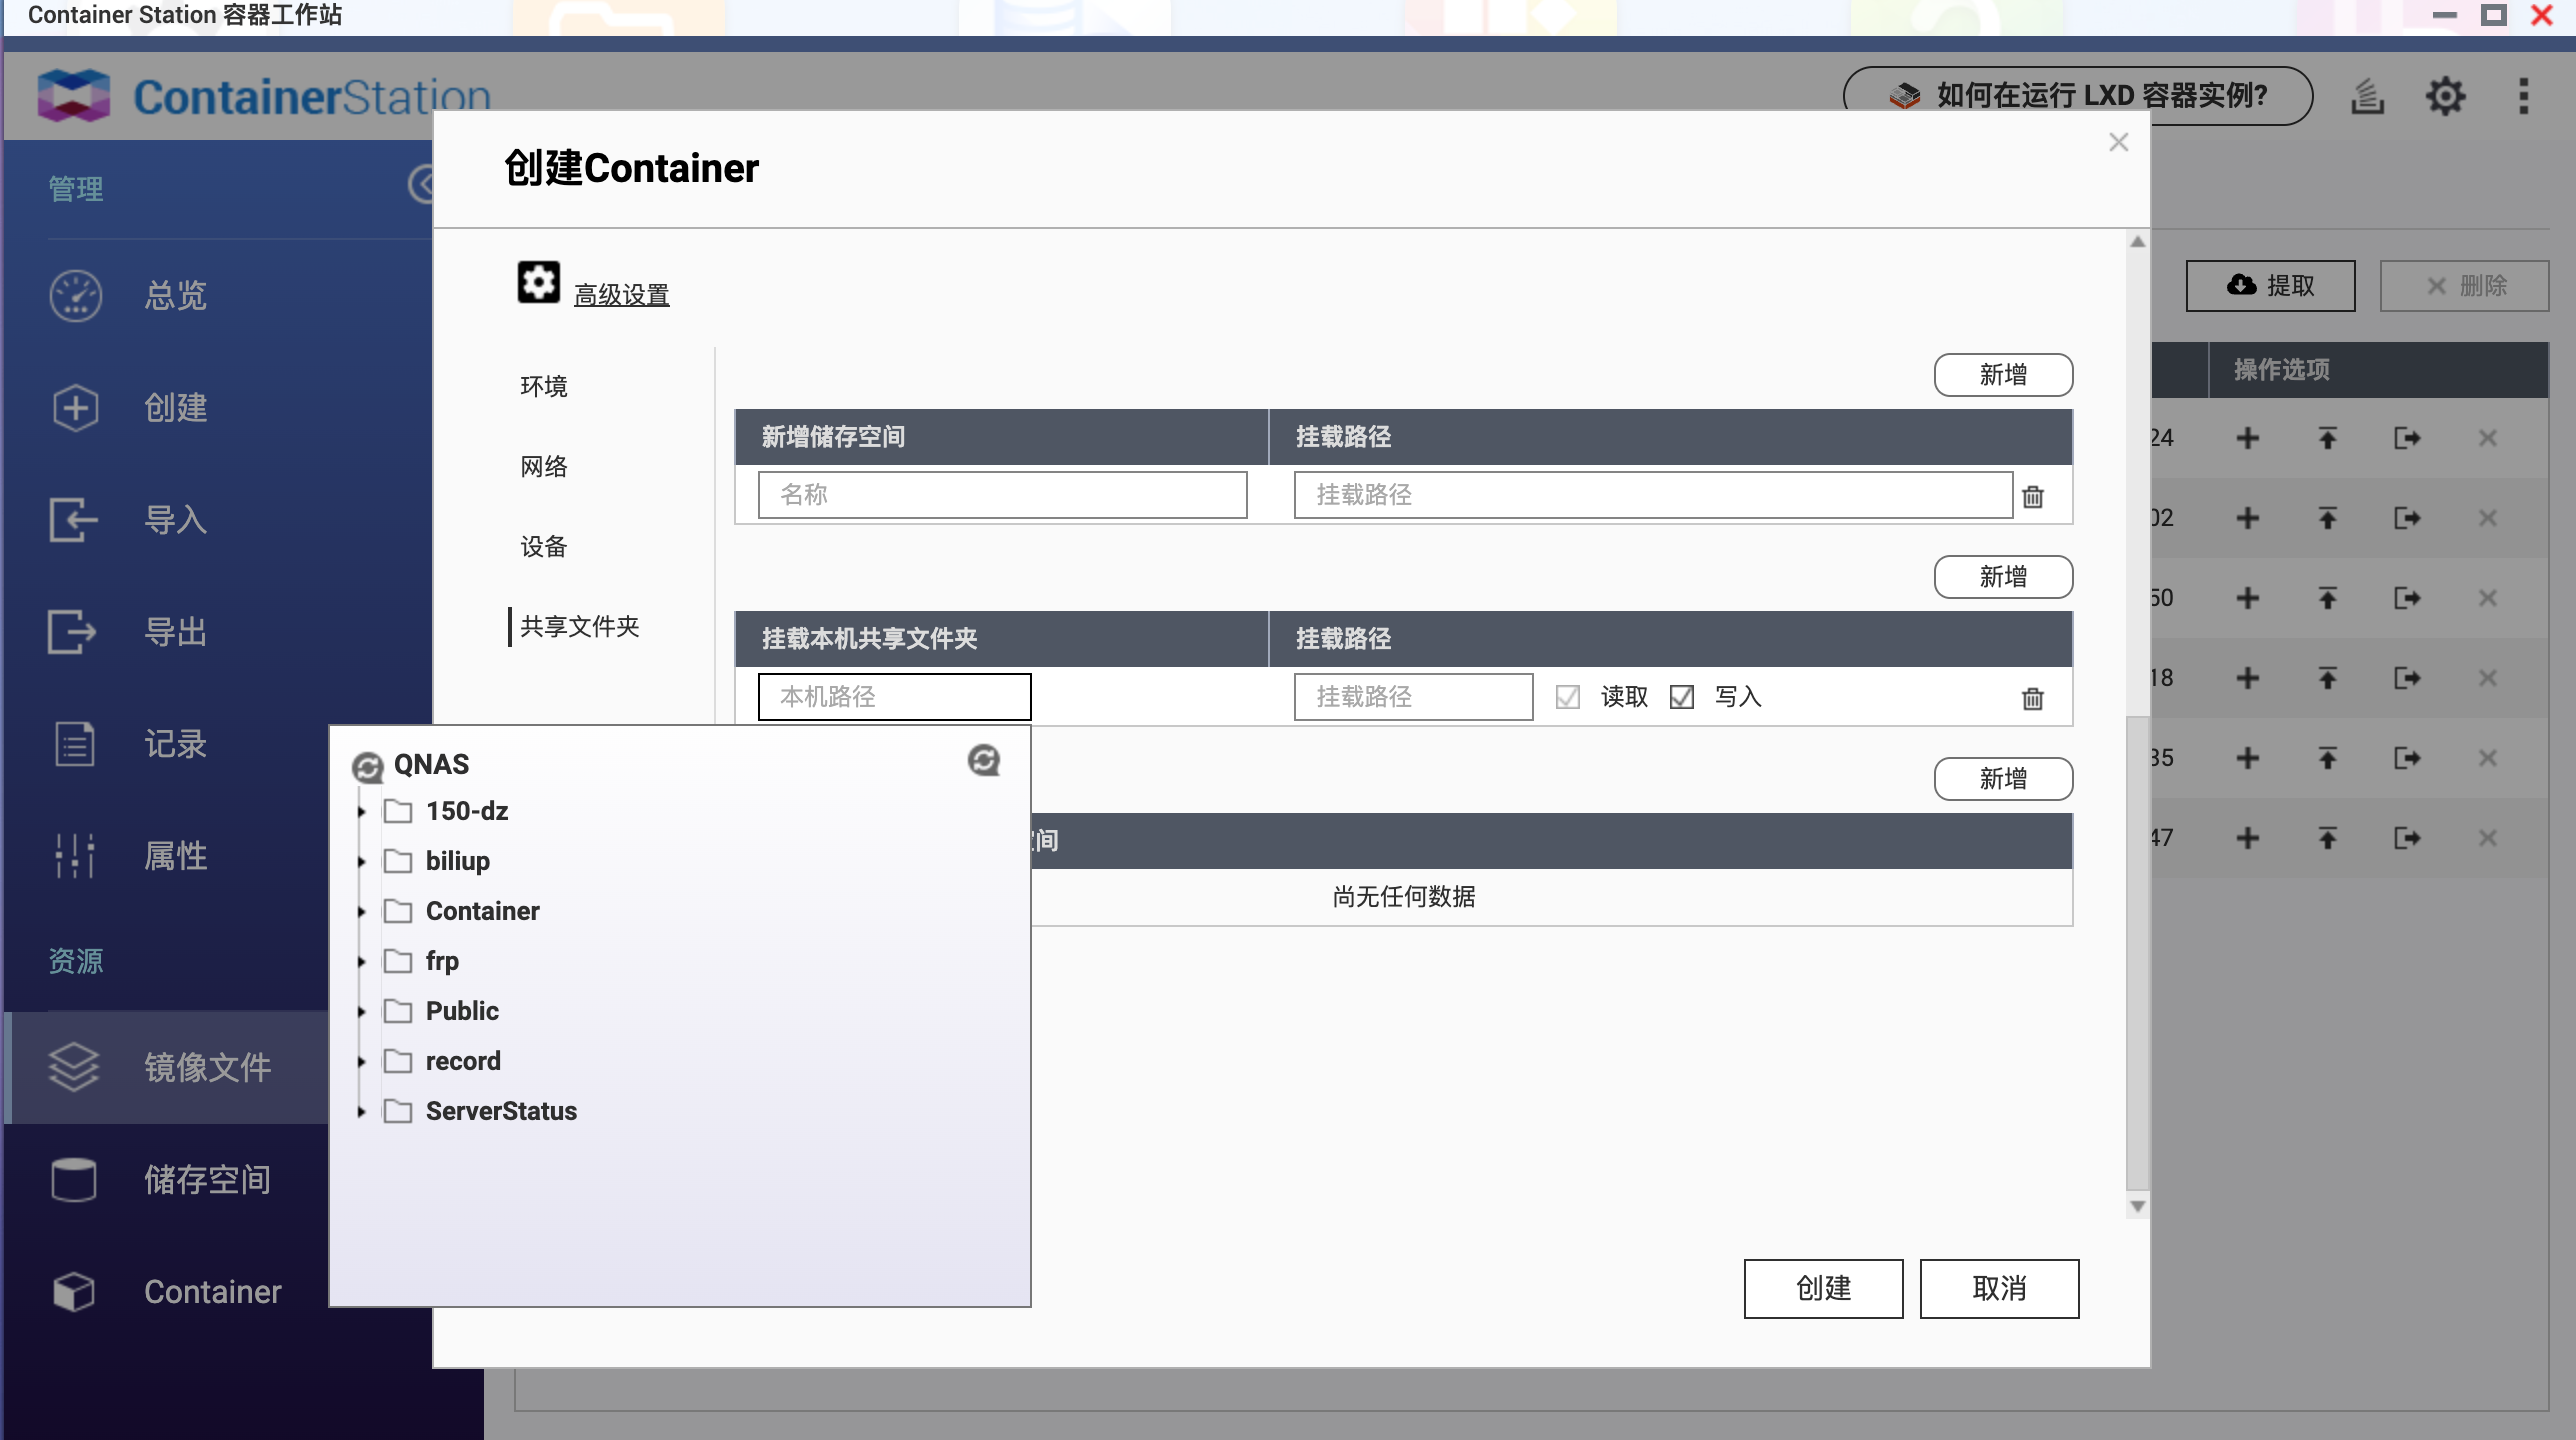 Container Station 容器工作站
ContainerStation
如何在运行 LXD 容器实例?
管理
总览
创建
导入
导出
记录
属性
资源
镜像文件
储存空间
Container
提取
删除
操作选项
24
02
50
18
35
47
创建Container
高级设置
环境
网络
设备
共享文件夹
新增
新增储存空间 挂载路径
名称 挂载路径
新增
挂载本机共享文件夹 挂载路径
本机路径 挂载路径 读取 写入
新增
间
尚无任何数据
QNAS
150-dz
biliup
Container
frp
Public
record
ServerStatus
创建 取消